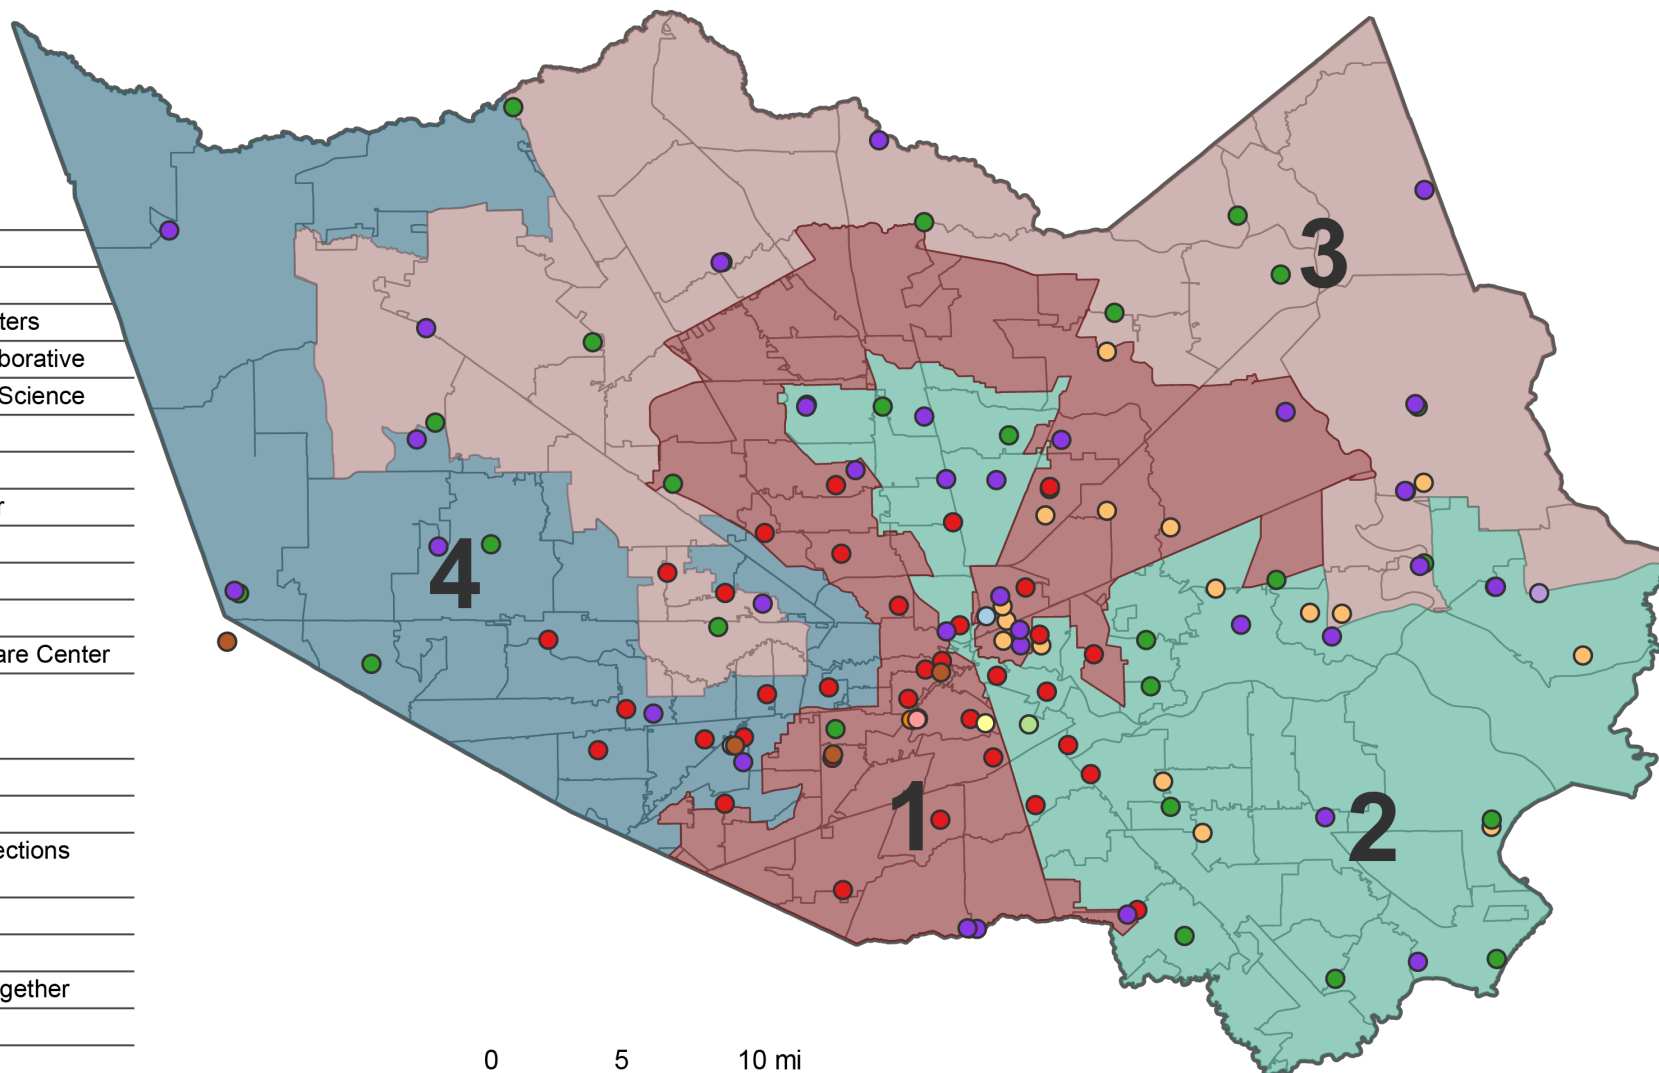 3
ters
borative
Science
r
4
are Center
1
2
ections
gether
0 5 10 mi